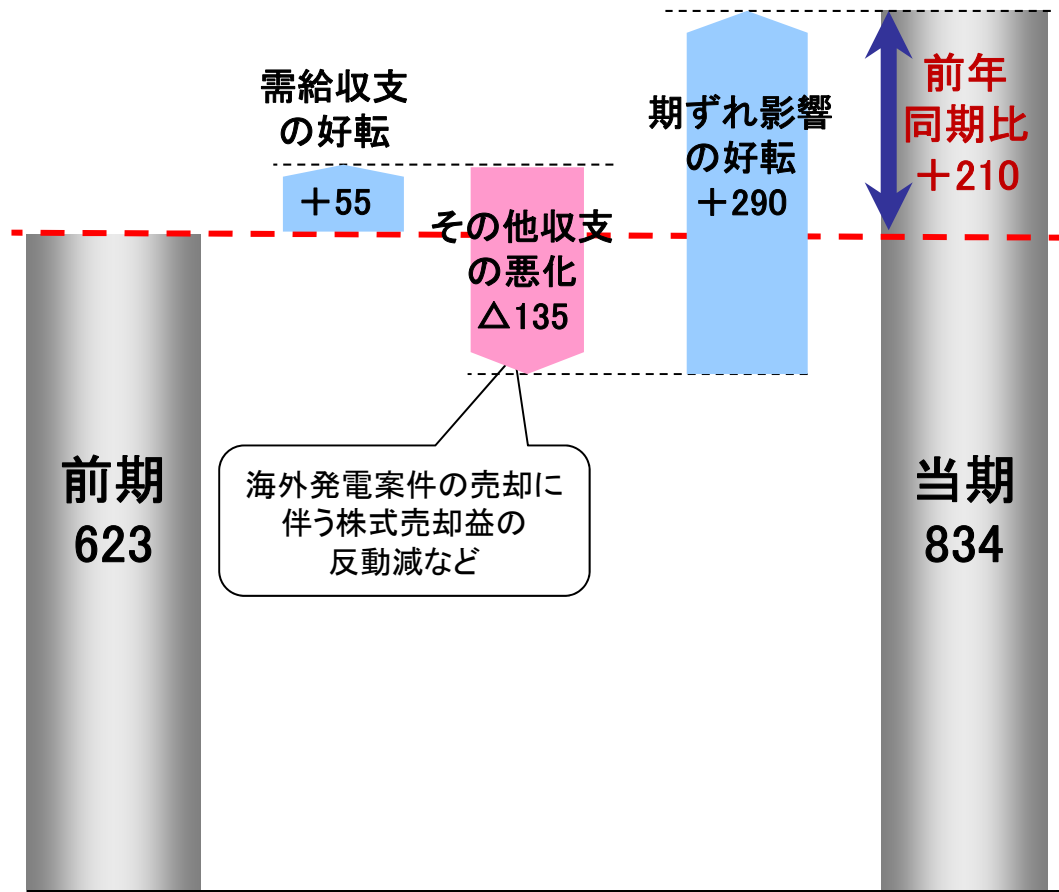 前期
623
需給収支
の好転
＋55
その他収支
の悪化
△135
海外発電案件の売却に
伴う株式売却益の
反動減など
期ずれ影響
の好転
＋290
前年
同期比
＋210
当期
834